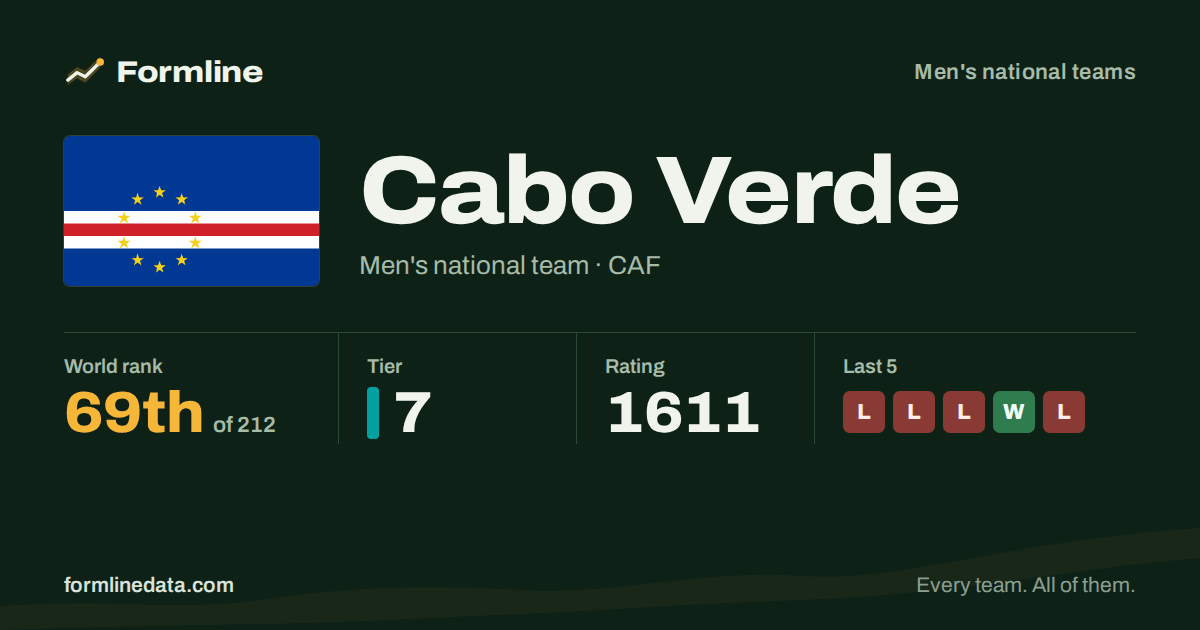 Formline
Men's national teams
Cabo Verde
Men's national team · CAF
World rank
69th of 212
Tier
7
Rating
1611
Last 5
L L L W L
formlinedata.com
Every team. All of them.